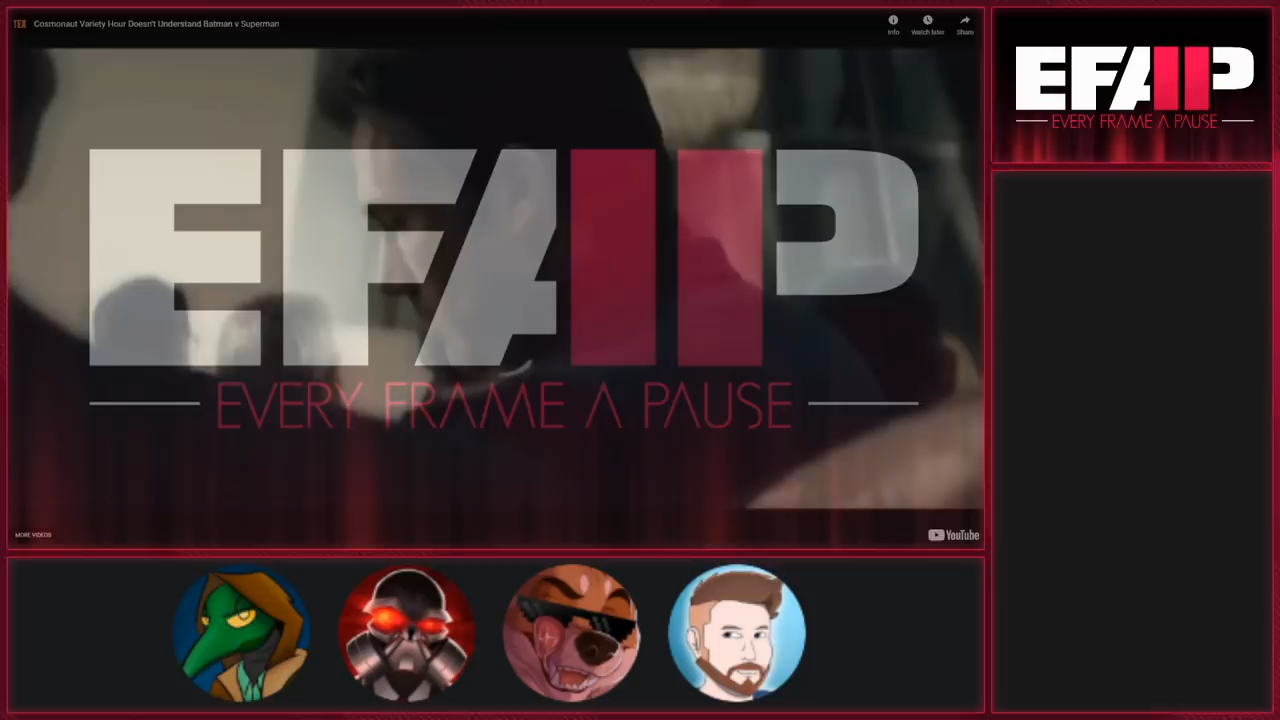 TEX Cosmonaut Variety Hour Doesn't Understand Batman v Superman
Info
Watch later
Share
EFAP
EVERY FRAME A PAUSE
MORE VIDEOS
YouTube
EFAP
EVERY FRAME A PAUSE